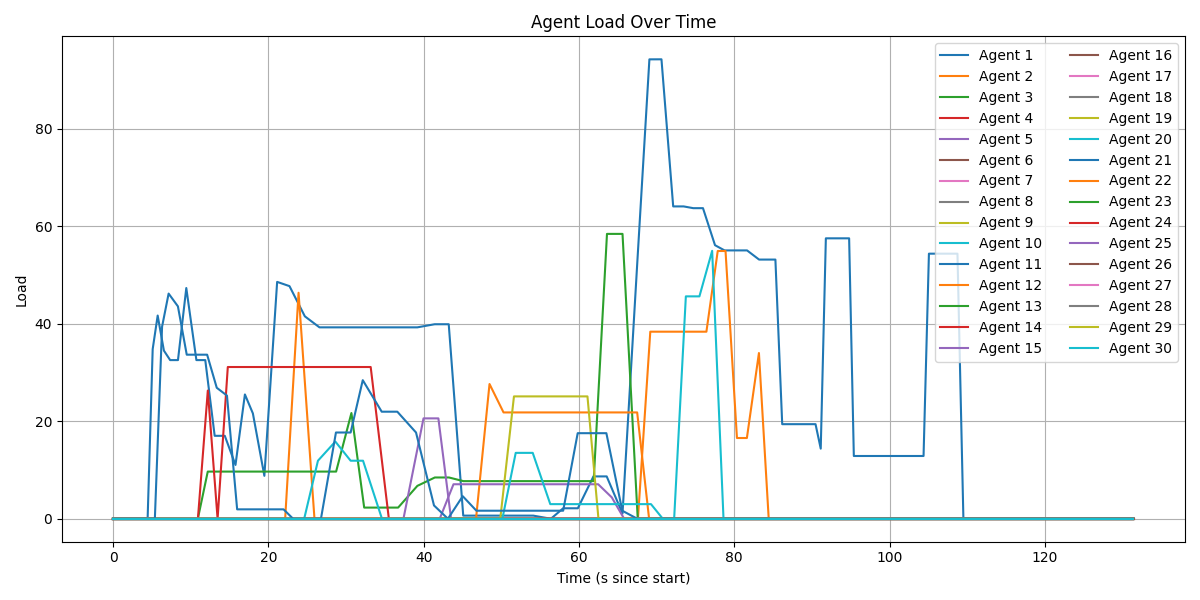 Agent Load Over Time
Load
80
60
40
20
0
0 20 40 60 80 100 120
Time (s since start)
Agent 1
Agent 2
Agent 3
Agent 4
Agent 5
Agent 6
Agent 7
Agent 8
Agent 9
Agent 10
Agent 11
Agent 12
Agent 13
Agent 14
Agent 15
Agent 16
Agent 17
Agent 18
Agent 19
Agent 20
Agent 21
Agent 22
Agent 23
Agent 24
Agent 25
Agent 26
Agent 27
Agent 28
Agent 29
Agent 30